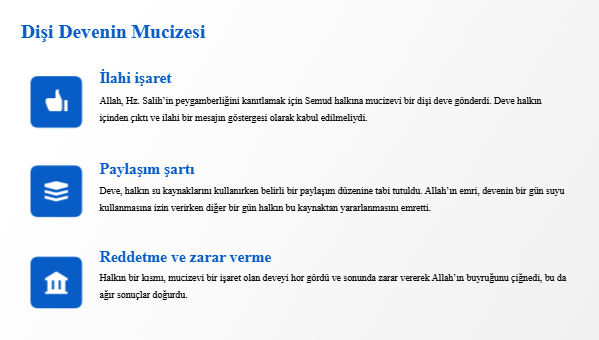 Dişi Devenin Mucizesi
İlahi işaret
Allah, Hz. Salih'in peygamberliğini kanıtlamak için Semud halkına mucizevi bir dişi deve gönderdi. Deve halkın
içinden çıktı ve ilahi bir mesajın göstergesi olarak kabul edilmeliydi.
Paylaşım şartı
Deve, halkın su kaynaklarını kullanırken belirli bir paylaşım düzenine tabi tutuldu. Allah'ın emri, devenin bir gün suyu
kullanmasına izin verirken diğer bir gün halkın bu kaynaktan yararlanmasını emretti.
Reddetme ve zarar verme
Halkın bir kısmı, mucizevi bir işaret olan deveyi hor gördü ve sonunda zarar vererek Allah'ın buyruğunu çiğnedi, bu da
ağır sonuçlar doğurdu.